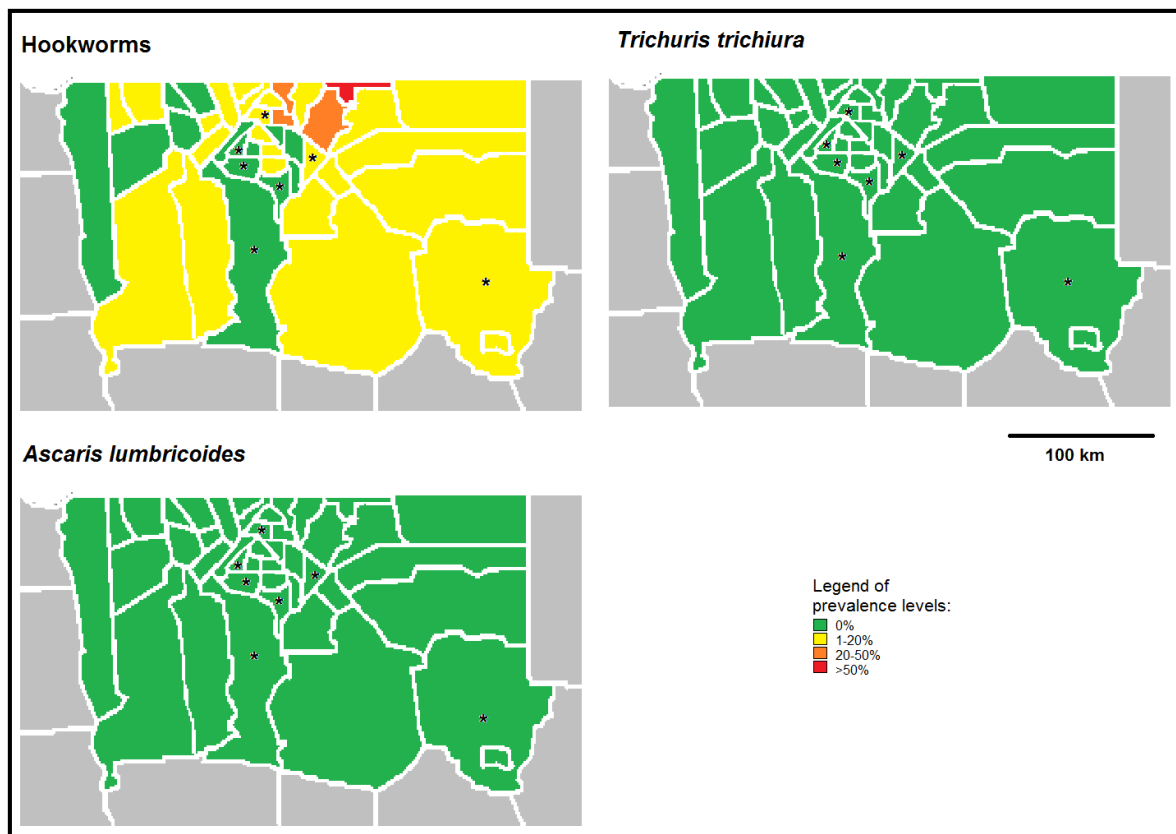 Hookworms
Trichuris trichiura
Ascaris lumbricoides
100 km
Legend of
prevalence levels:
0%
1-20%
20-50%
>50%